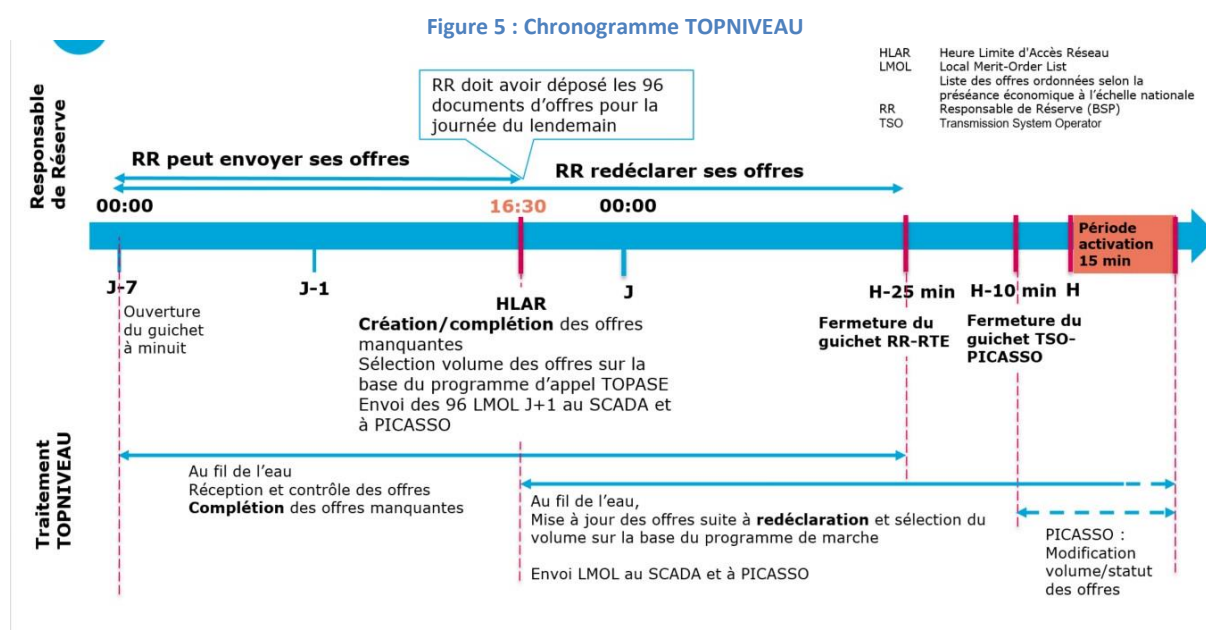 Figure 5 : Chronogramme TOPNIVEAU
HLAR Heure Limite d'Accès Réseau
LMOL Local Merit-Order List
Liste des offres ordonnées selon la
préséance économique à l'échelle nationale
RR Responsable de Réserve (BSP)
TSO Transmission System Operator
Responsable
de Réserve
RR doit avoir déposé les 96
documents d'offres pour la
journée du lendemain
RR peut envoyer ses offres
RR redéclarer ses offres
00:00
16:30
00:00
Période
activation
15 min
J-7
J-1
HLAR
J
H-25 min
H-10 min
H
Ouverture
du guichet
à minuit
Création/complétion des offres
manquantes
Sélection volume des offres sur la
base du programme d'appel TOPASE
Envoi des 96 LMOL J+1 au SCADA et
à PICASSO
Fermeture du
guichet RR-RTE
Fermeture du
guichet TSO-
PICASSO
Traitement
TOPNIVEAU
Au fil de l'eau
Réception et contrôle des offres
Complétion des offres manquantes
Au fil de l'eau,
Mise à jour des offres suite à redéclaration et sélection du
volume sur la base du programme de marche
Envoi LMOL au SCADA et à PICASSO
PICASSO :
Modification
volume/statut
des offres